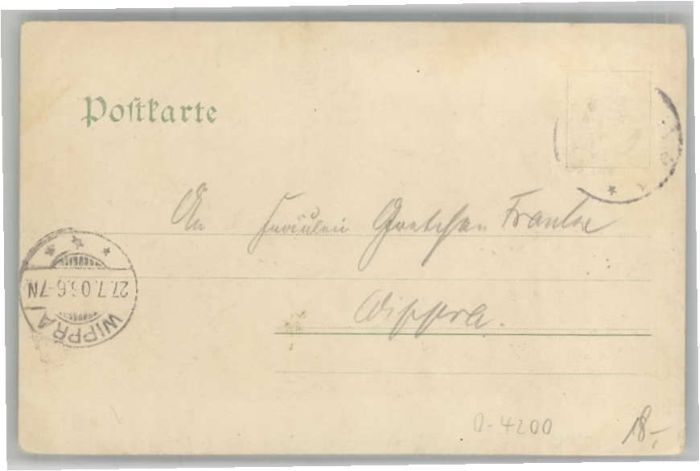 Postkarte
An Fräulein Gretchen Franke
Wippra.
WIPPRA
27.7.03.6-7N
0-4200
18.-